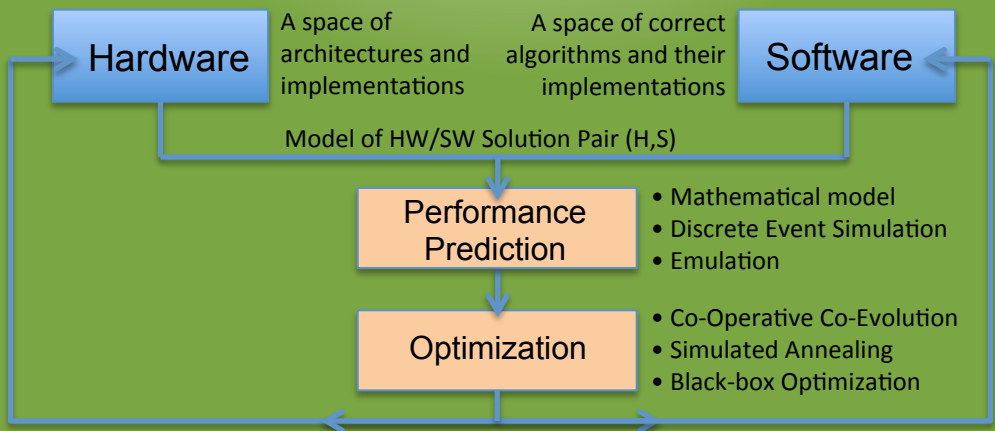 Hardware
A space of
architectures and
implementations
A space of correct
algorithms and their
implementations
Software
Model of HW/SW Solution Pair (H,S)
Performance
Prediction
• Mathematical model
• Discrete Event Simulation
• Emulation
Optimization
• Co-Operative Co-Evolution
• Simulated Annealing
• Black-box Optimization